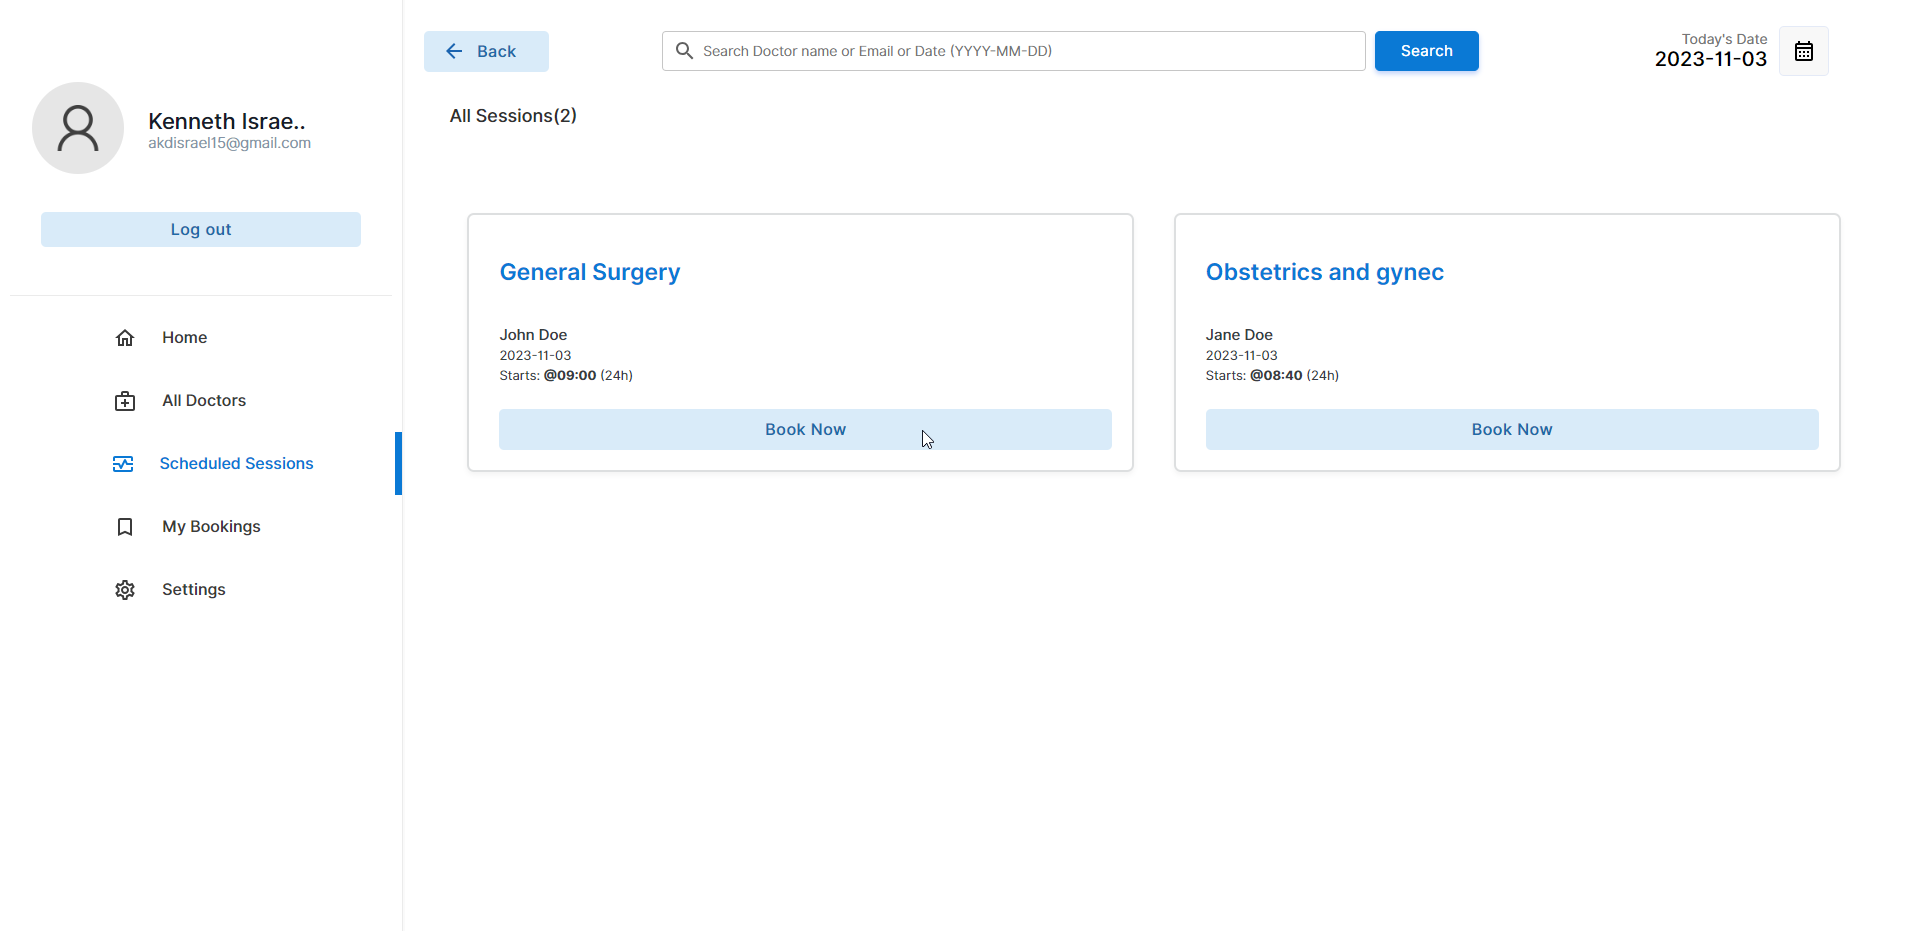 Kenneth Israe..
akdisrael15@gmail.com
Log out
Home
All Doctors
Scheduled Sessions
My Bookings
Settings
Back
Search Doctor name or Email or Date (YYYY-MM-DD)
Search
Today's Date
2023-11-03
All Sessions(2)
General Surgery
John Doe
2023-11-03
Starts: @09:00 (24h)
Book Now
Obstetrics and gynec
Jane Doe
2023-11-03
Starts: @08:40 (24h)
Book Now